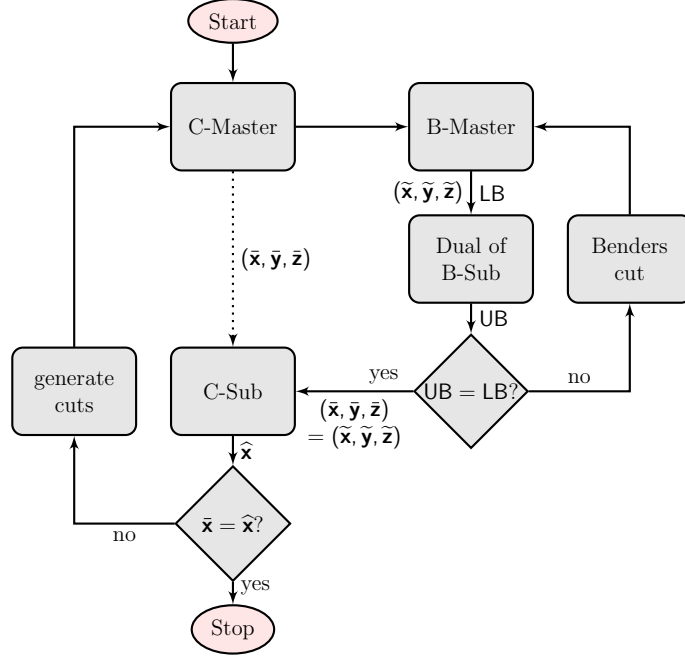 Start
C-Master
B-Master
(x̃, ỹ, z̃)
LB
Dual of
B-Sub
Benders
cut
(x̄, ȳ, z̄)
UB
generate
cuts
C-Sub
yes
UB = LB?
no
(x̄, ȳ, z̄)
= (x̃, ỹ, z̃)
x̂
x̄ = x̂?
no
yes
Stop